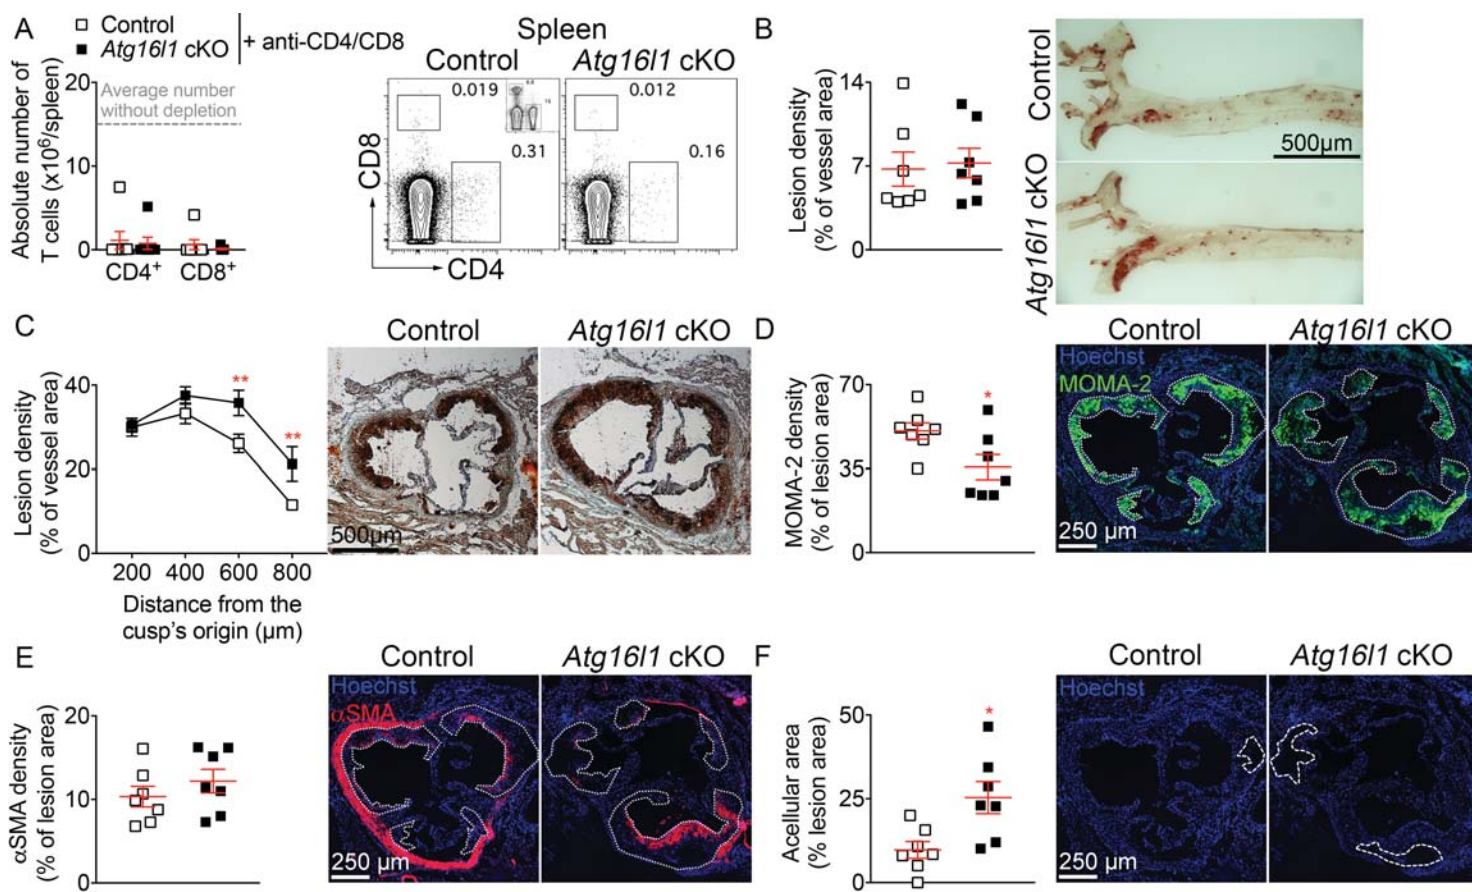 A
Control
Atg16l1 cKO
+ anti-CD4/CD8
Absolute number of
T cells (x10⁶/spleen)
20
10
0
Average number
without depletion
CD4⁺
CD8⁺
Spleen
Control
Atg16l1 cKO
0.019
0.012
0.31
0.16
CD8
CD4
B
Lesion density
(% of vessel area)
14
7
0
Control
Atg16l1 cKO
500µm
C
Lesion density
(% of vessel area)
40
20
0
**
**
200
400
600
800
Distance from the
cusp's origin (µm)
Control
Atg16l1 cKO
500µm
D
MOMA-2 density
(% of lesion area)
70
35
0
*
Control
Atg16l1 cKO
Hoechst
MOMA-2
250 µm
E
αSMA density
(% of lesion area)
20
10
0
Control
Atg16l1 cKO
Hoechst
αSMA
250 µm
F
Acellular area
(% lesion area)
50
25
0
*
Control
Atg16l1 cKO
Hoechst
250 µm